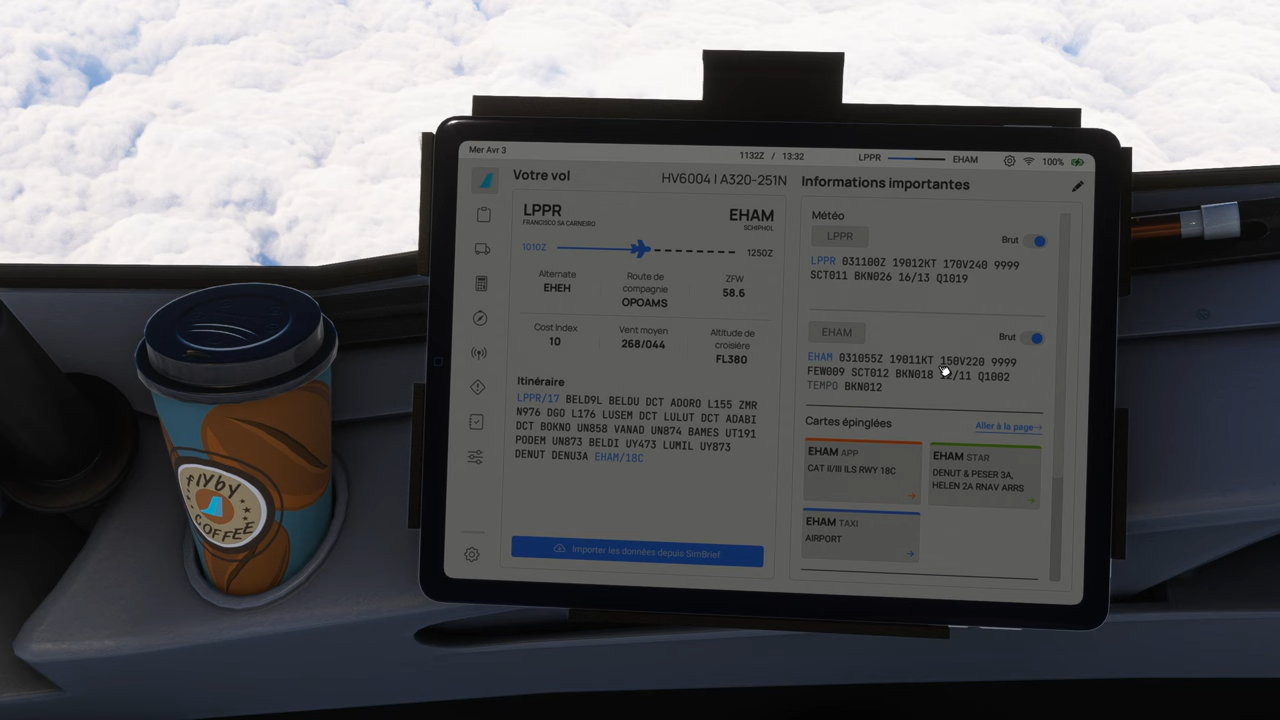 Mer Avr 3
1132Z / 13:32
LPPR EHAM
100%
Votre vol
HV6004 | A320-251N
LPPR
FRANCISCO SA CARNEIRO
EHAM
SCHIPHOL
1010Z
1250Z
Alternate
EHEH
Route de
compagnie
OPOAMS
ZFW
58.6
Cost Index
10
Vent moyen
268/044
Altitude de
croisière
FL380
Itinéraire
LPPR/17 BELD9L BELDU DCT ADORO L155 ZMR
N976 DGO L176 LUSEM DCT LULUT DCT ADABI
DCT BOKNO UN858 VANAD UN874 BAMES UT191
PODEM UN873 BELDI UY473 LUMIL UY873
DENUT DENU3A EHAM/18C
Importer les données depuis SimBrief
Informations importantes
Météo
LPPR
Brut
LPPR 031100Z 19012KT 170V240 9999
SCT011 BKN026 16/13 Q1019
EHAM
Brut
EHAM 031055Z 19011KT 150V220 9999
FEW009 SCT012 BKN018 12/11 Q1002
TEMPO BKN012
Cartes épinglées
Aller à la page→
EHAM APP
CAT II/III ILS RWY 18C
EHAM STAR
DENUT & PESER 3A,
HELEN 2A RNAV ARRS
EHAM TAXI
AIRPORT
flyby
COFFEE